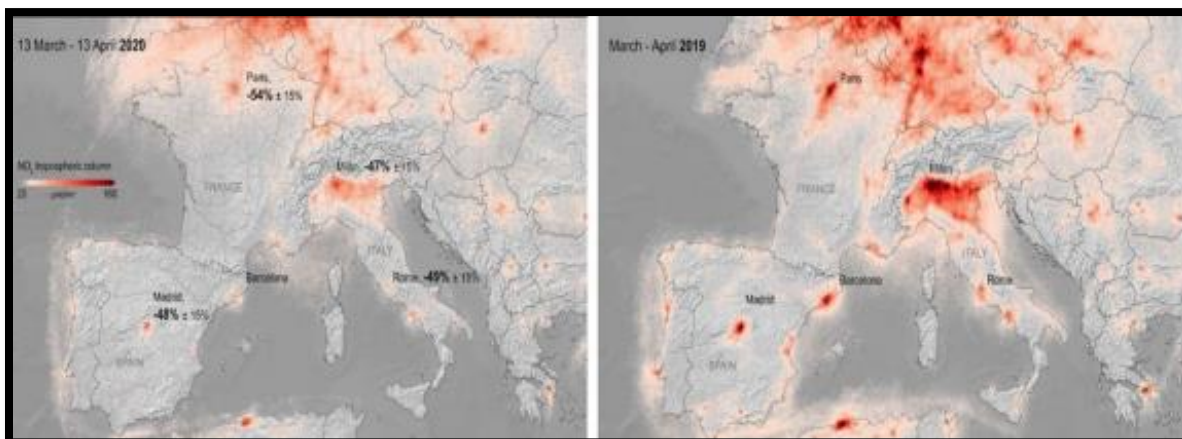 13 March - 13 April 2020
Paris,
-54% ± 15%
Milan, -47% ± 15%
NO₂ tropospheric column
FRANCE
ITALY
Barcelona
Rome, -49% ± 15%
Madrid,
-48% ± 15%
SPAIN
March - April 2019
Paris
Milan
FRANCE
ITALY
Barcelona
Rome
Madrid
SPAIN